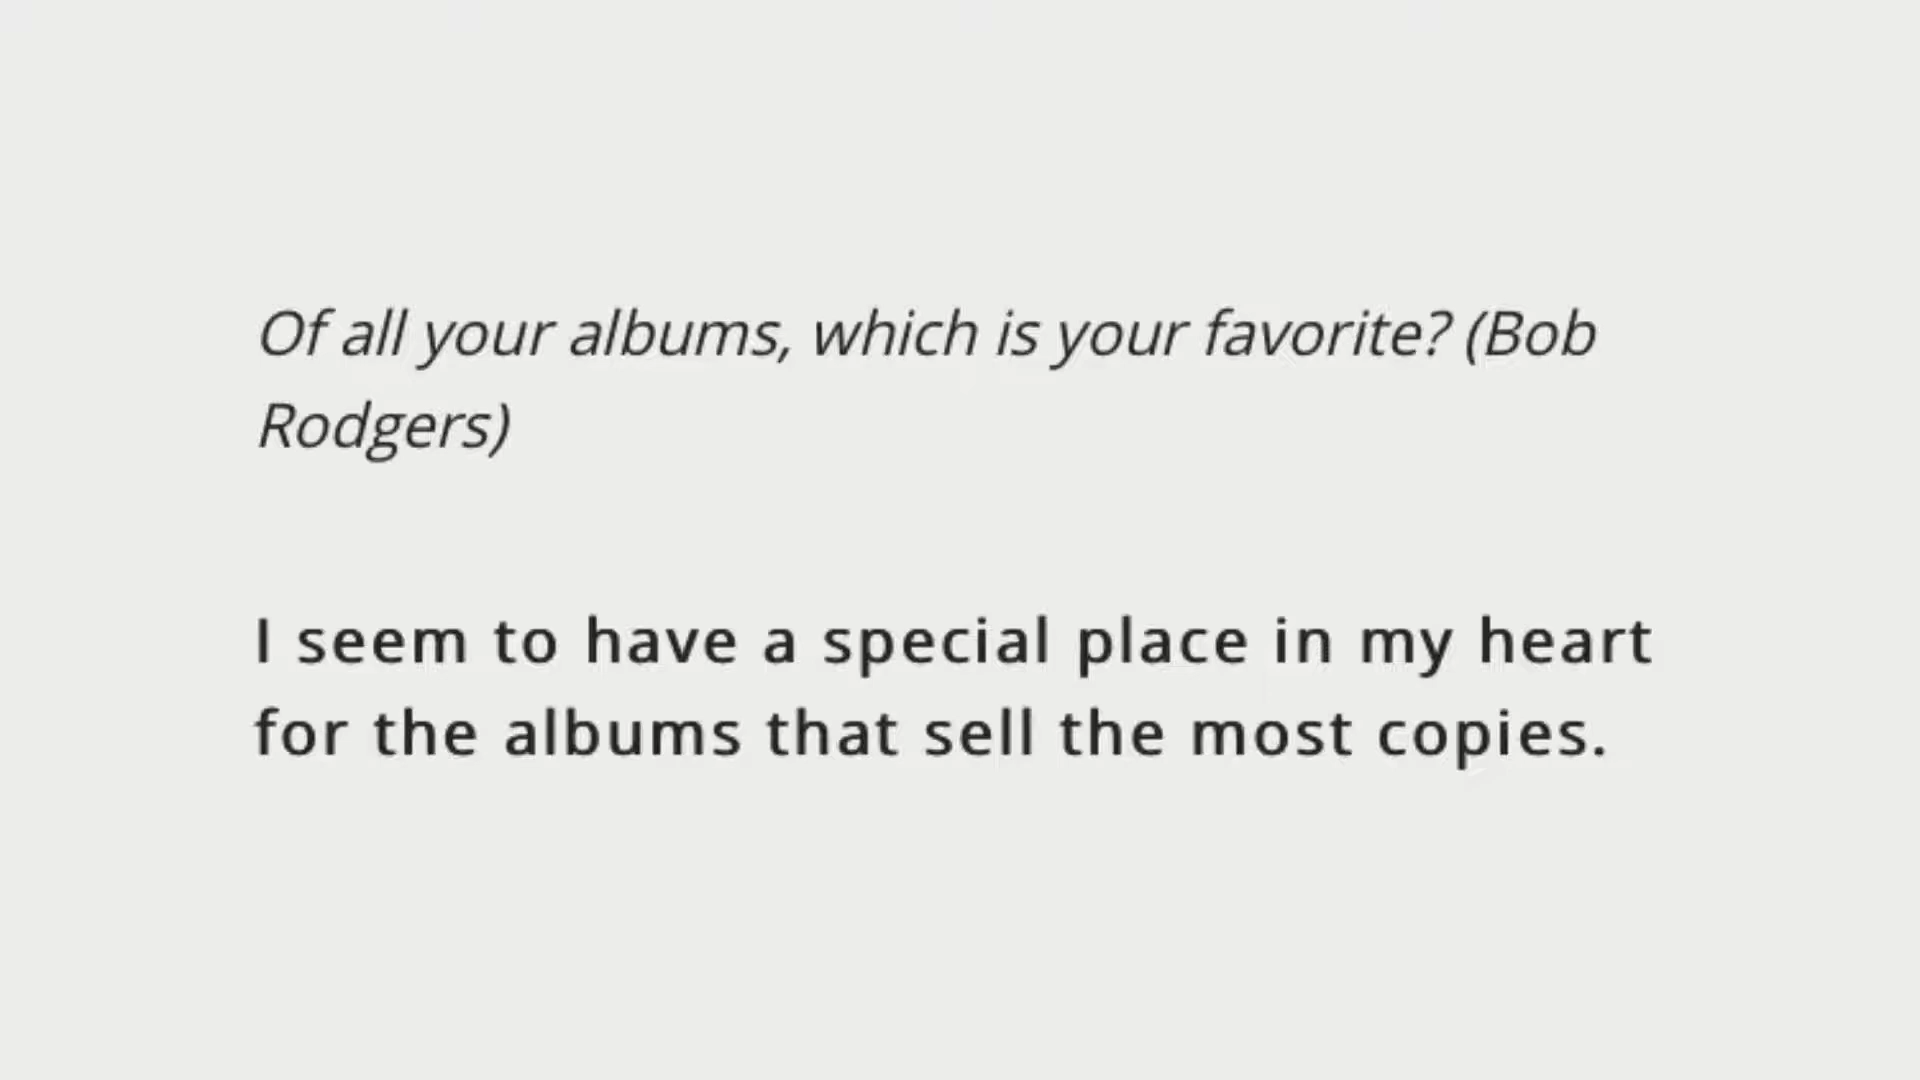 Of all your albums, which is your favorite? (Bob
Rodgers)
I seem to have a special place in my heart
for the albums that sell the most copies.